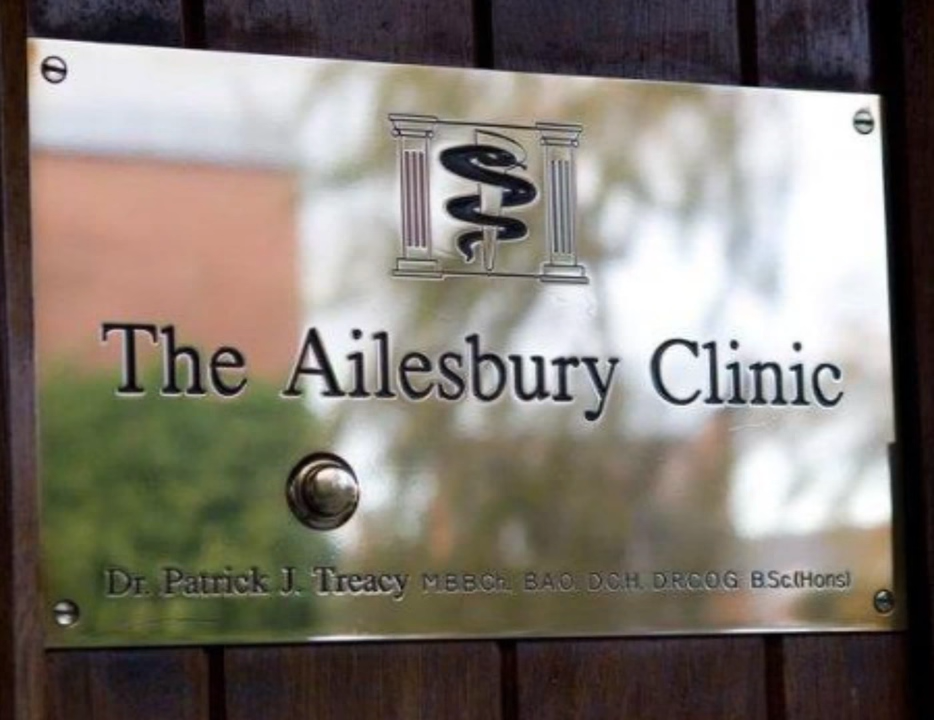 The Ailesbury Clinic
Dr. Patrick J. Treacy M.B.B.Ch. B.A.O. D.C.H. D.R.C.O.G. B.Sc.(Hons)